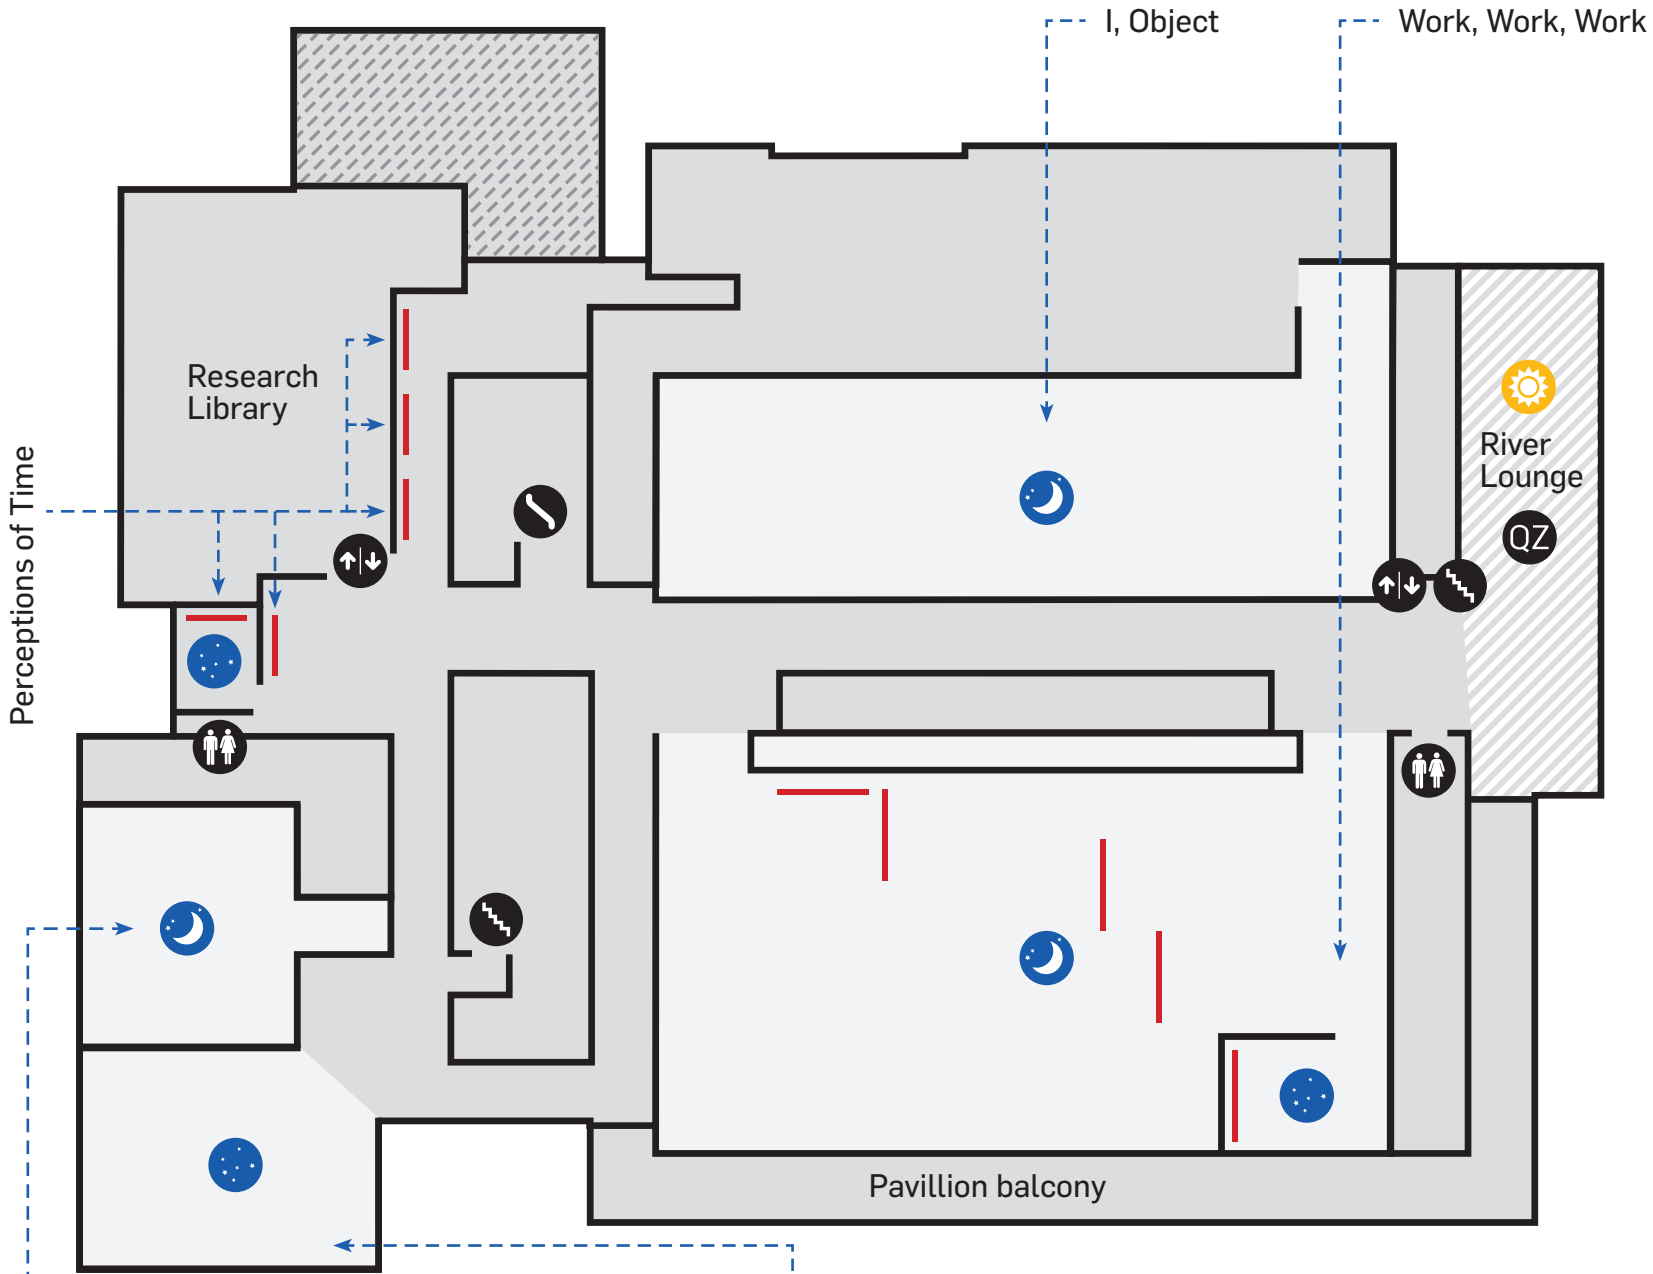 I, Object
Work, Work, Work
Research
Library
River
Lounge
QZ
Perceptions of Time
Pavillion balcony